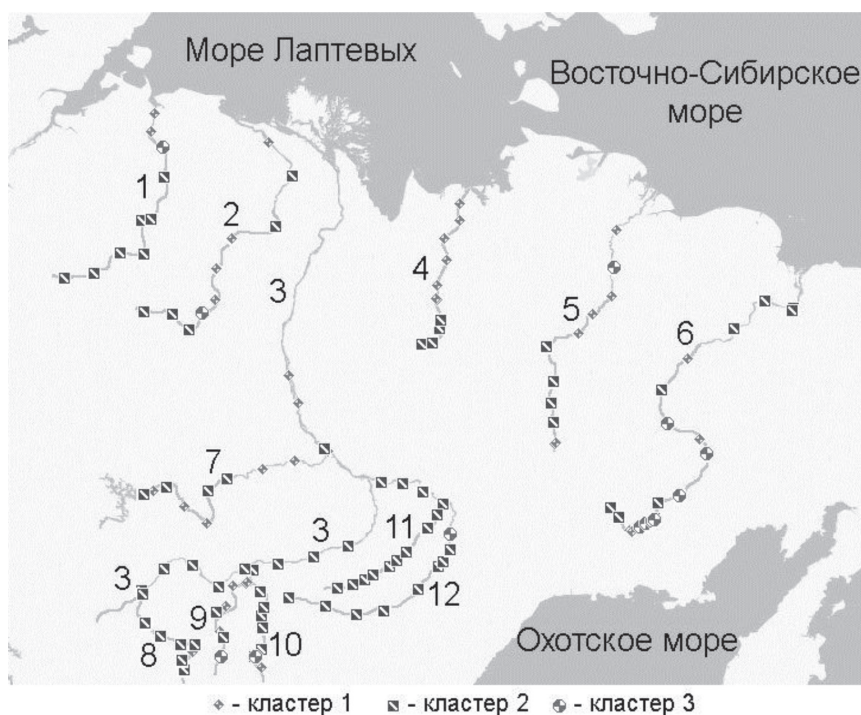 Море Лаптевых
Восточно-Сибирское
море
1
2
3
4
5
6
7
3
11
3
12
9
8
10
Охотское море
- кластер 1 - кластер 2 - кластер 3